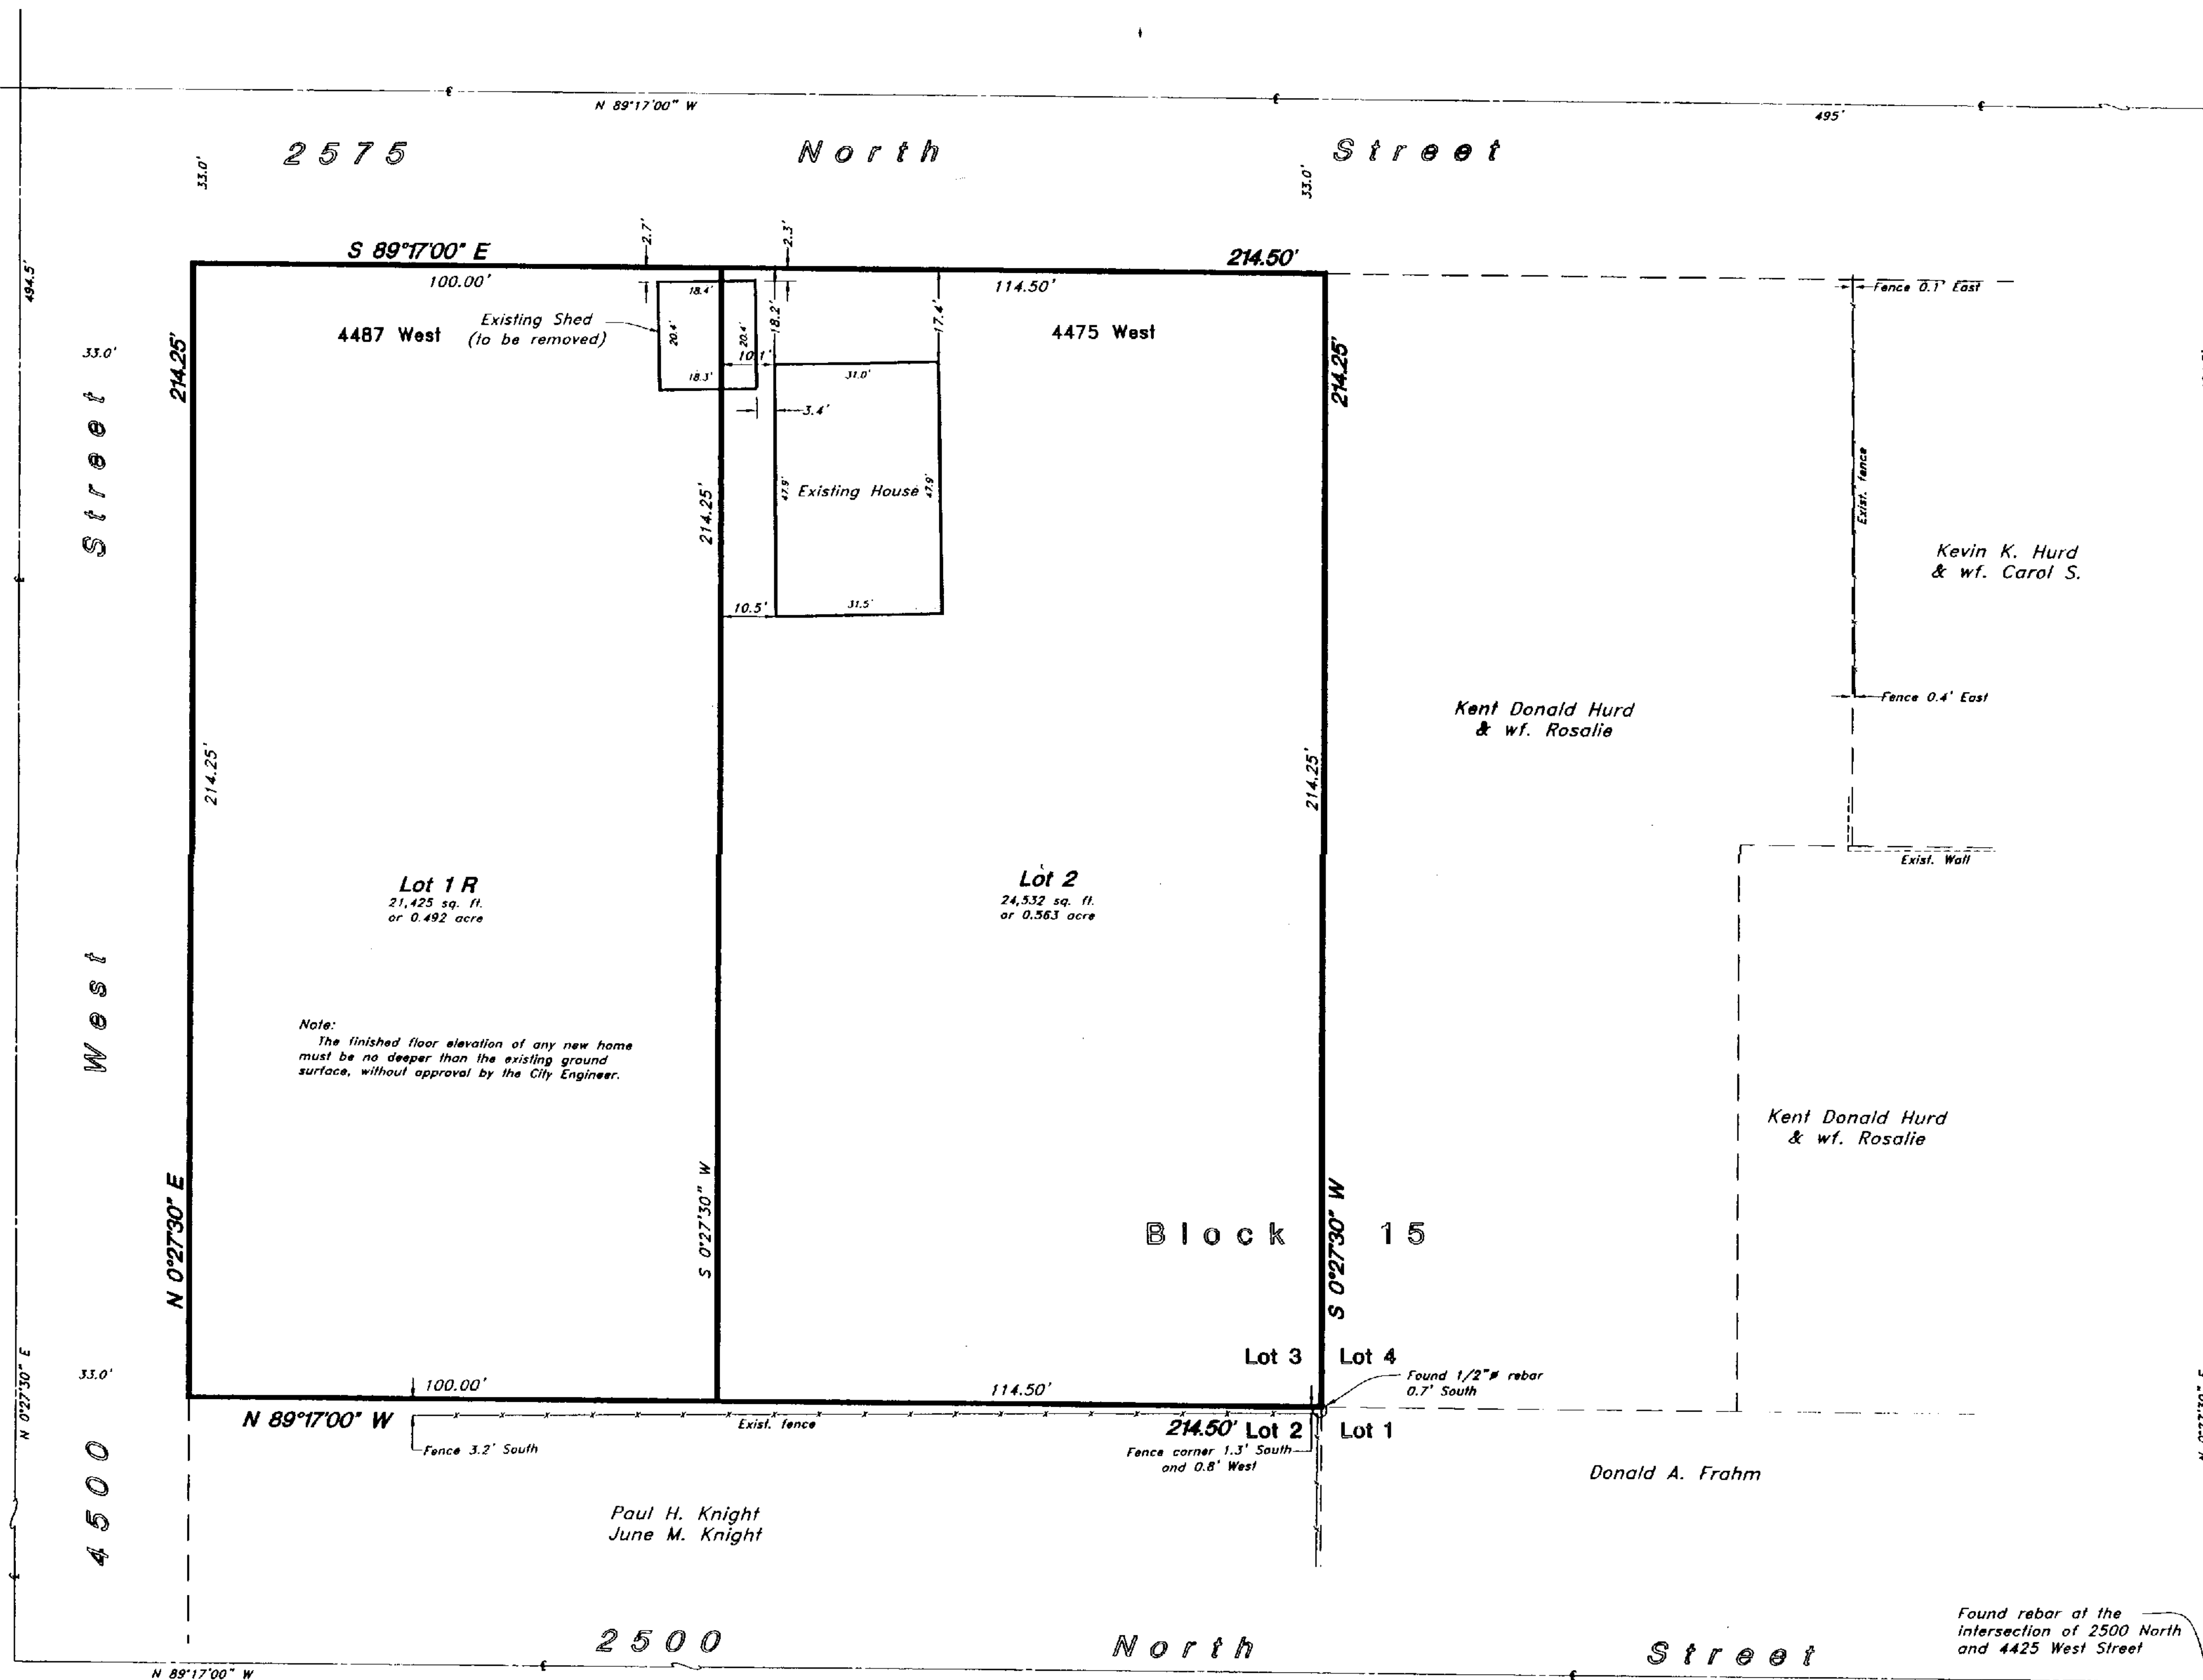 N 89°17'00" W
495'
2575 North Street
33.0'
33.0'
494.5'
2.7'
2.3'
S 89°17'00" E
214.50'
100.00'
114.50'
Fence 0.1' East
18.4'
18.2'
17.4'
Existing Shed
(to be removed)
4487 West
4475 West
20.4'
20.4'
33.0'
214.25'
214.25'
10.1'
31.0'
18.3'
3.4'
Street
214.25'
47.9'
Existing House
47.9'
Exist. fence
Kevin K. Hurd
& wf. Carol S.
10.5'
31.5'
Fence 0.4' East
Kent Donald Hurd
& wf. Rosalie
214.25'
214.25'
Exist. Wall
Lot 1 R
21,425 sq. ft.
or 0.492 acre
Lot 2
24,532 sq. ft.
or 0.563 acre
West
Note:
The finished floor elevation of any new home
must be no deeper than the existing ground
surface, without approval by the City Engineer.
Kent Donald Hurd
& wf. Rosalie
N 0°27'30" E
S 0°27'30" W
S 0°27'30" W
Block 15
N 0°27'30" E
33.0'
Lot 3
Lot 4
Found 1/2"ø rebar
0.7' South
100.00'
114.50'
N 89°17'00" W
Exist. fence
214.50'
Lot 2
Lot 1
Fence 3.2' South
Fence corner 1.3' South
and 0.8' West
4500
Donald A. Frahm
Paul H. Knight
June M. Knight
Found rebar at the
intersection of 2500 North
and 4425 West Street
2500 North Street
N 89°17'00" W